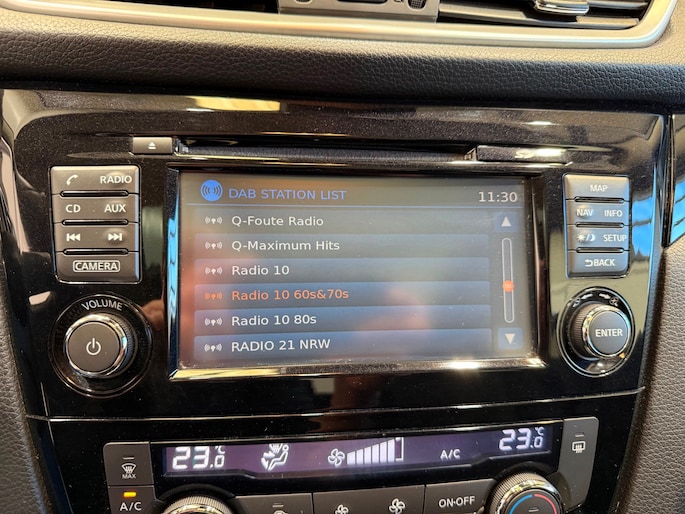 DAB STATION LIST 11:30
Q-Foute Radio
Q-Maximum Hits
Radio 10
Radio 10 60s&70s
Radio 10 80s
RADIO 21 NRW
RADIO
CD AUX
CAMERA
VOLUME
MAP
NAV INFO
SETUP
BACK
ENTER
23.0°C A/C 23.0°C
MAX
A/C
ON·OFF